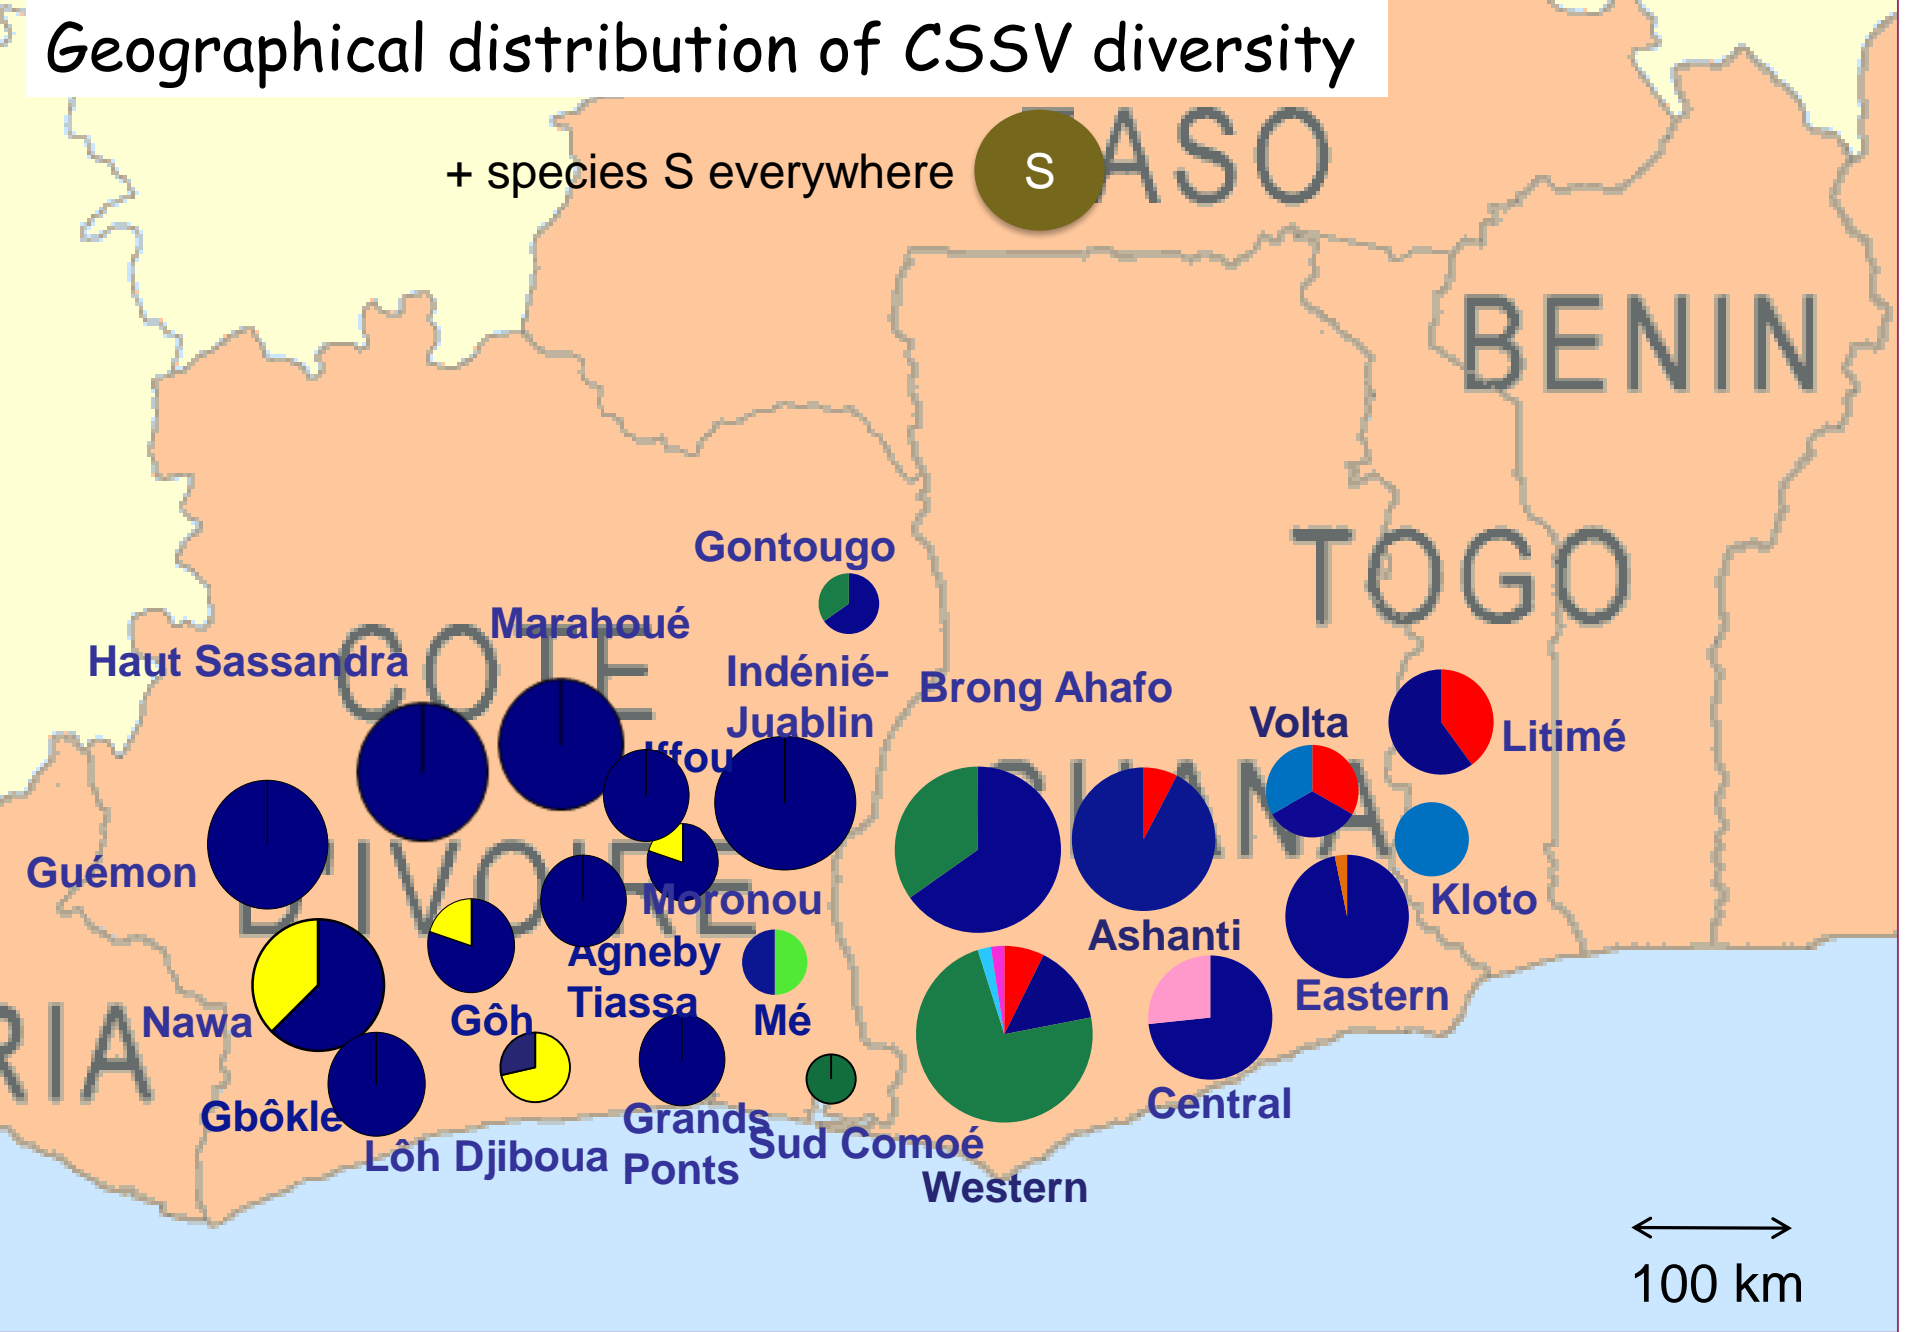 Geographical distribution of CSSV diversity
+ species S everywhere
S
FASO
BENIN
Gontougo
TOGO
Marahoué
Haut Sassandra
COTE
Indénié-
Juablin
Brong Ahafo
Volta
Litimé
Iffou
GHANA
Guémon
D'IVOIRE
Moronou
Kloto
Ashanti
Agneby
Tiassa
Eastern
Nawa
Gôh
Mé
RIA
Gbôkle
Central
Grands
Ponts
Sud Comoé
Lôh Djiboua
Western
100 km